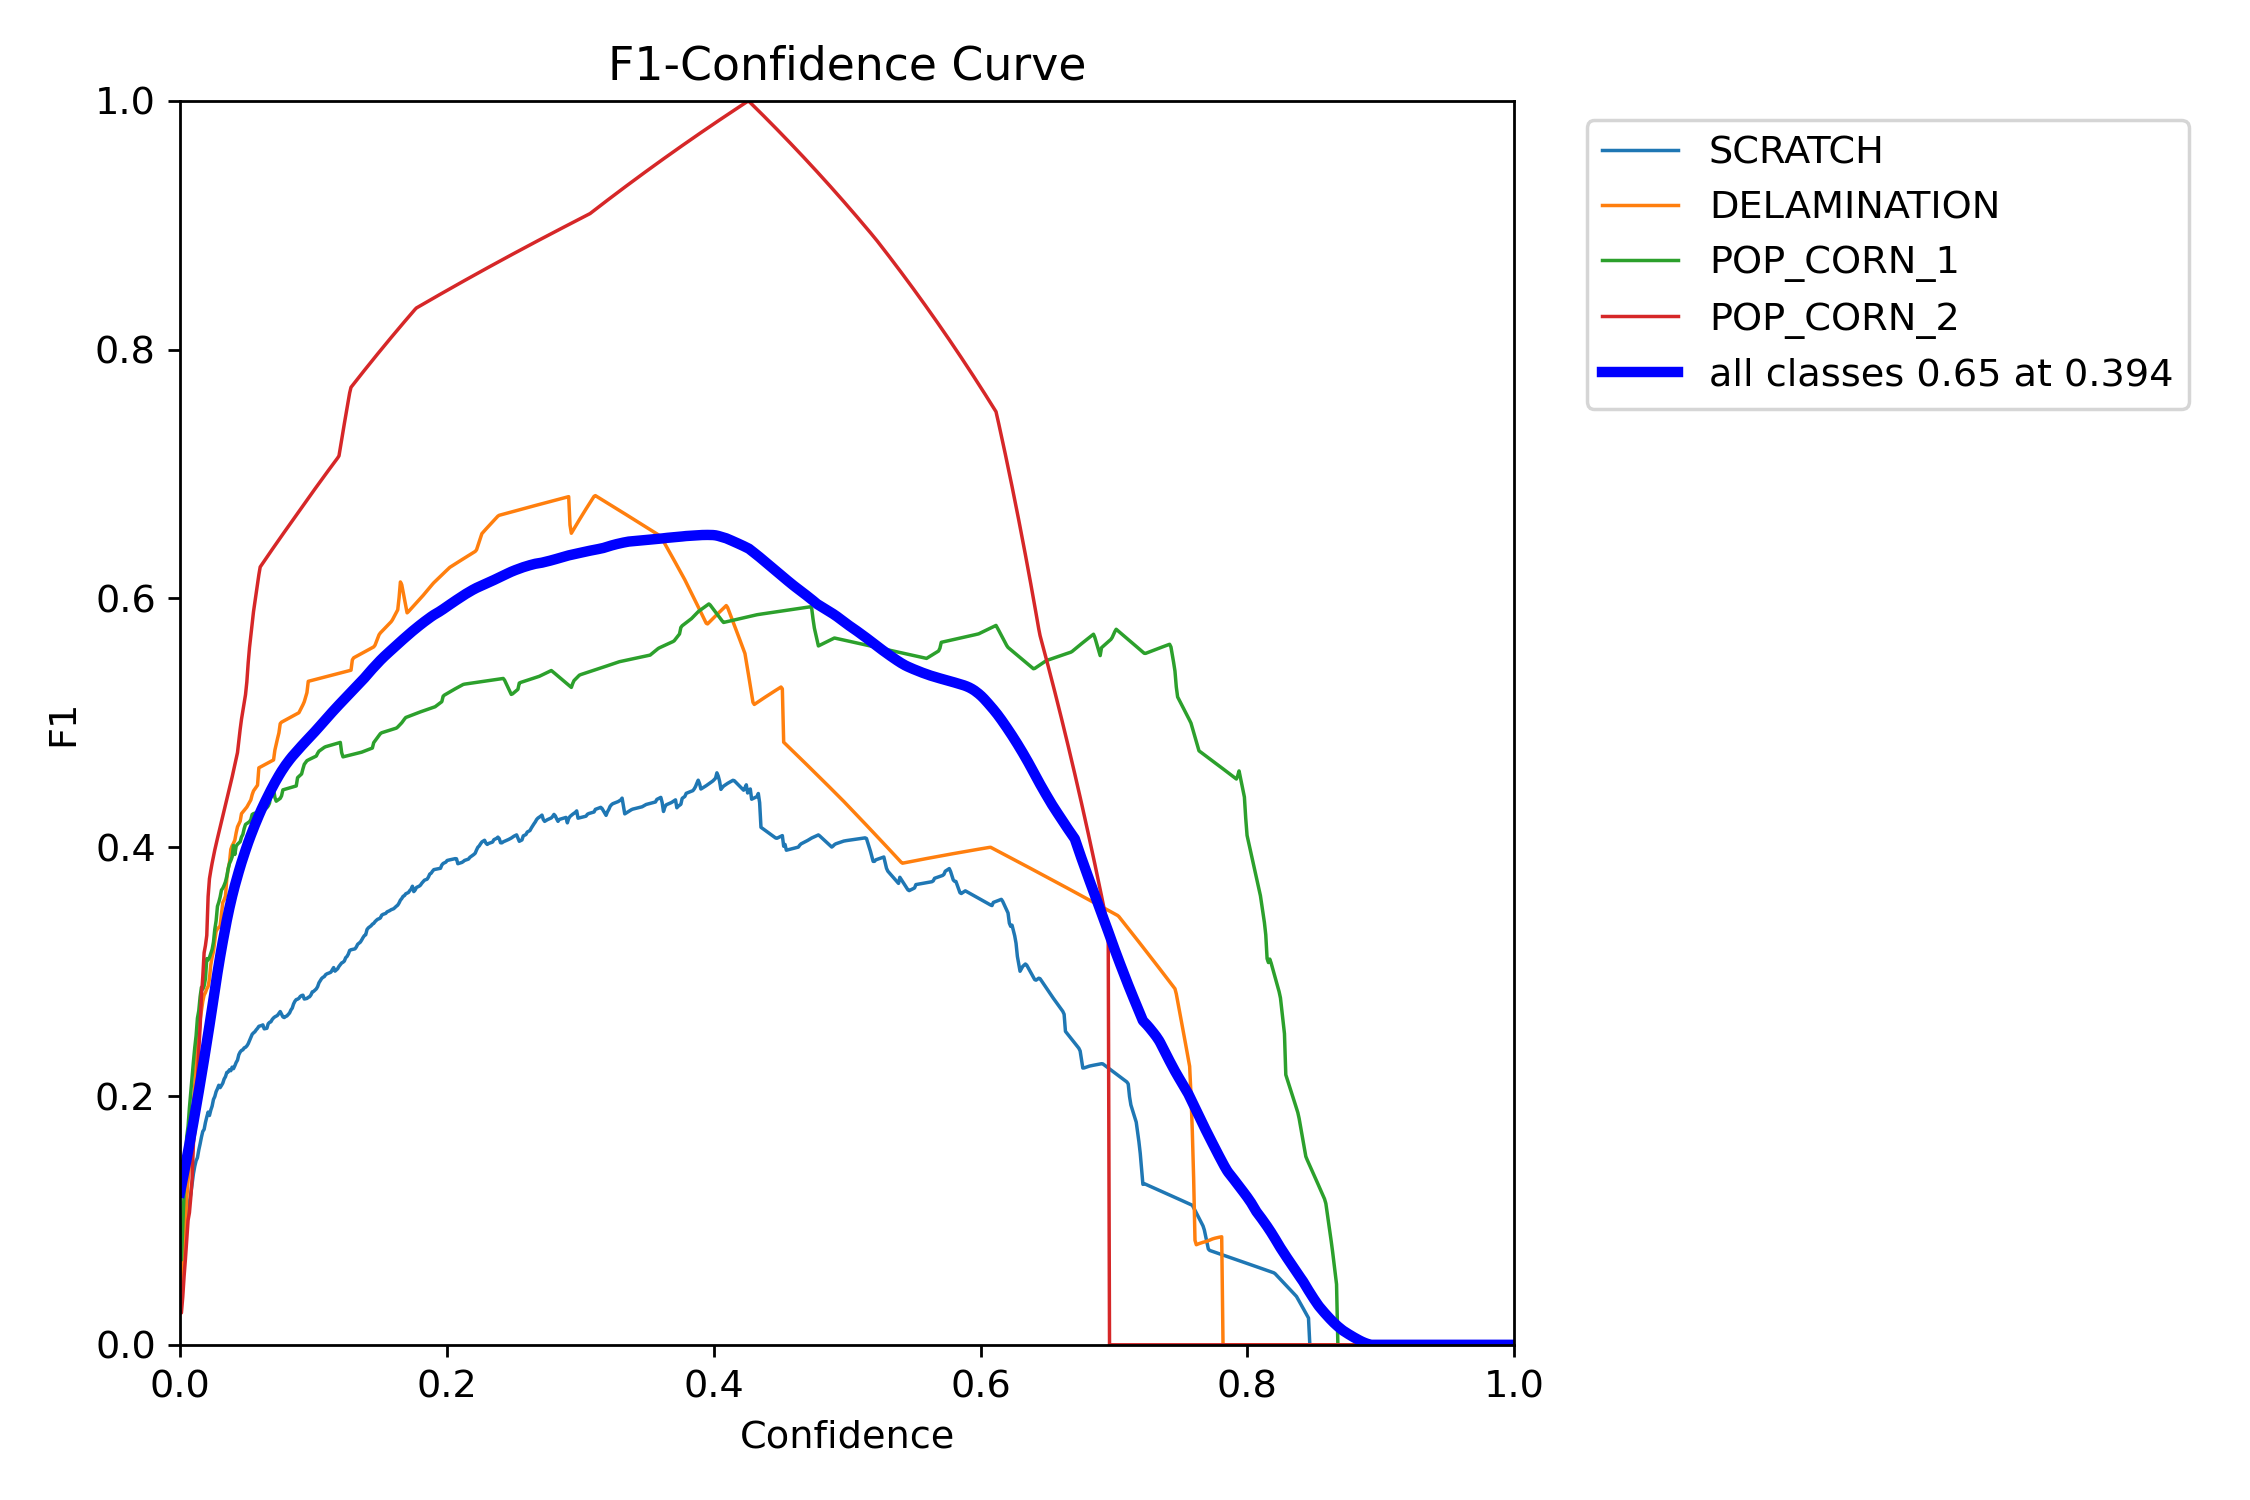 F1-Confidence Curve
1.0
0.8
0.6
0.4
0.2
0.0
F1
0.0 0.2 0.4 0.6 0.8 1.0
Confidence
SCRATCH
DELAMINATION
POP_CORN_1
POP_CORN_2
all classes 0.65 at 0.394